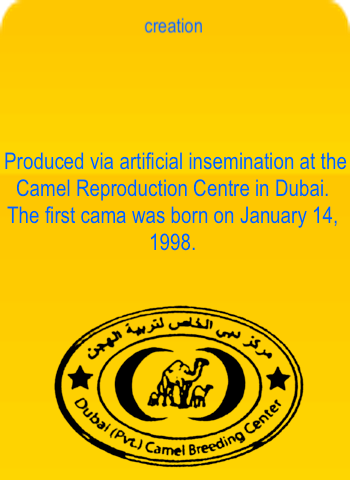 creation
Produced via artificial insemination at the
Camel Reproduction Centre in Dubai.
The first cama was born on January 14,
1998.
مركز لبي الخاص لتربية الهجن
Dubai (Pvt.) Camel Breeding Center